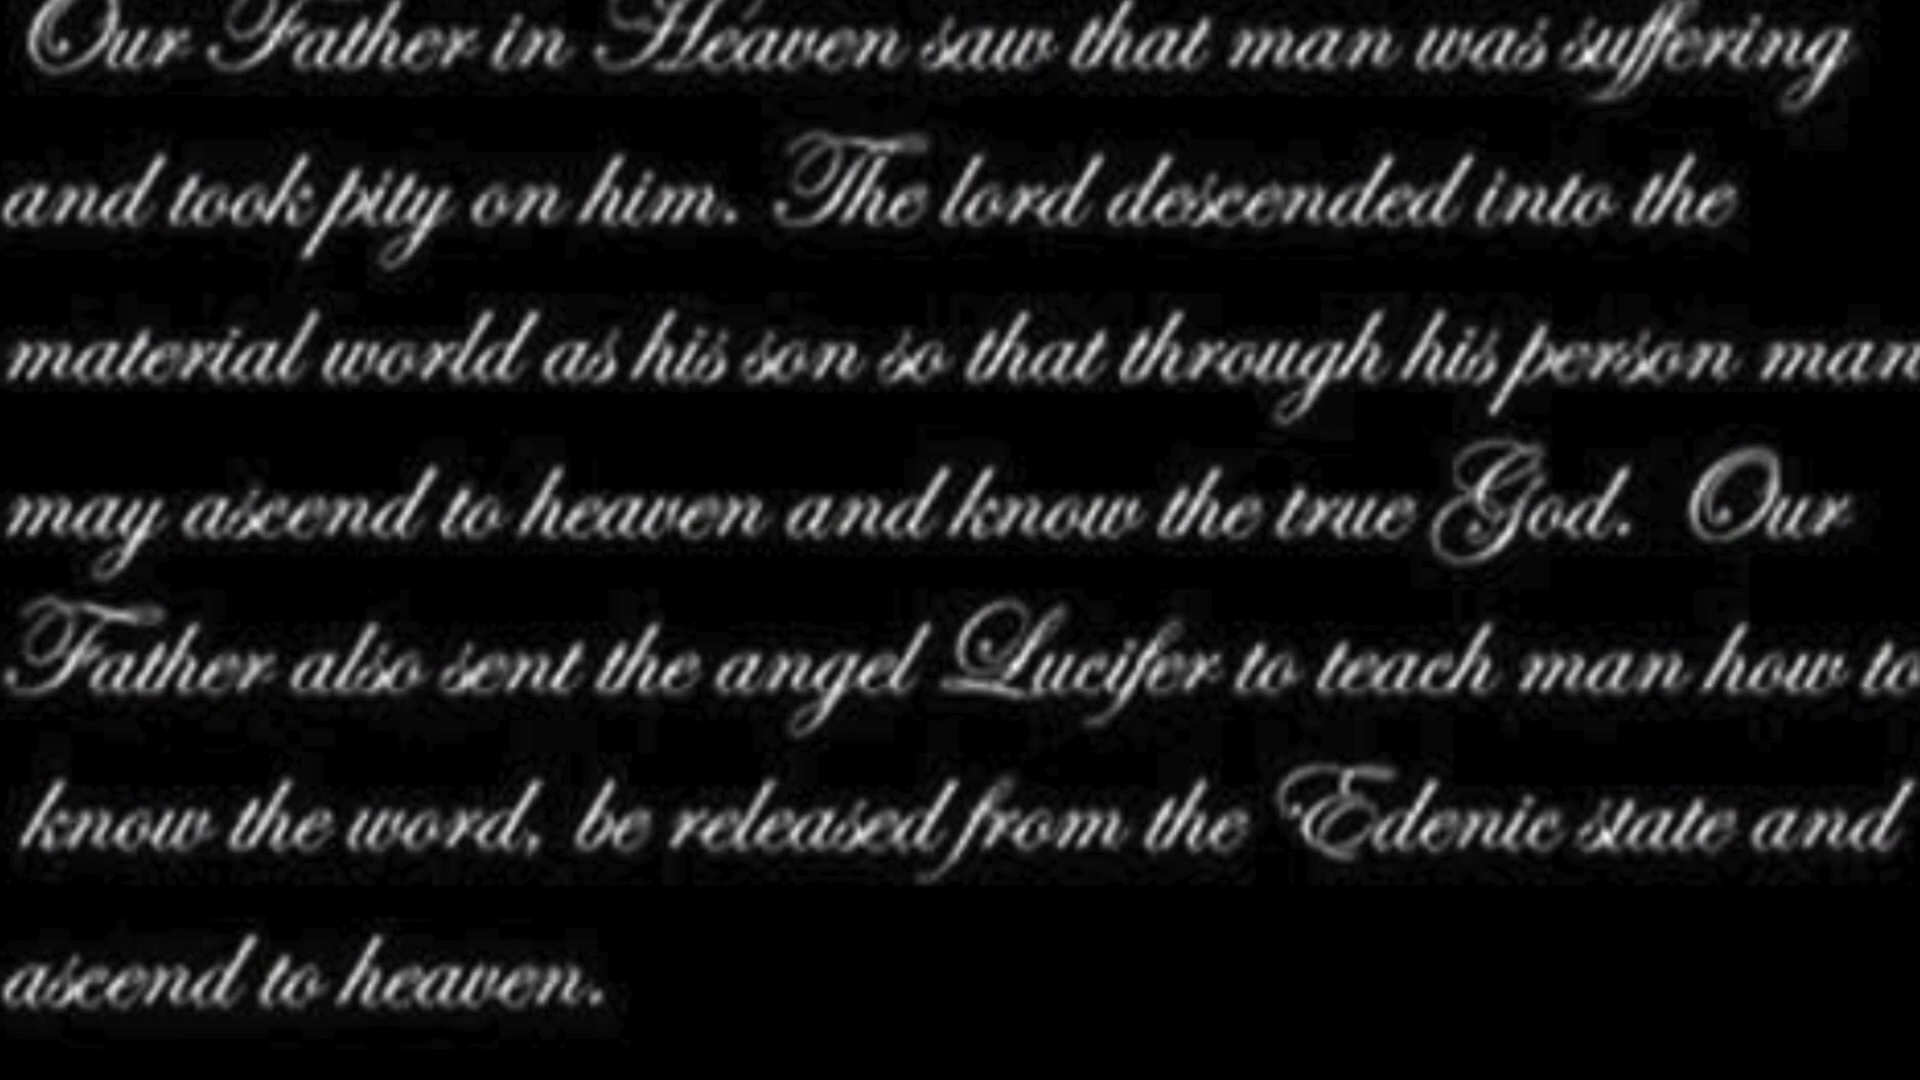 Our Father in Heaven saw that man was suffering
and took pity on him. The lord descended into the
material world as his son so that through his person man
may ascend to heaven and know the true God. Our
Father also sent the angel Lucifer to teach man how to
know the word, be released from the Edenic state and
ascend to heaven.